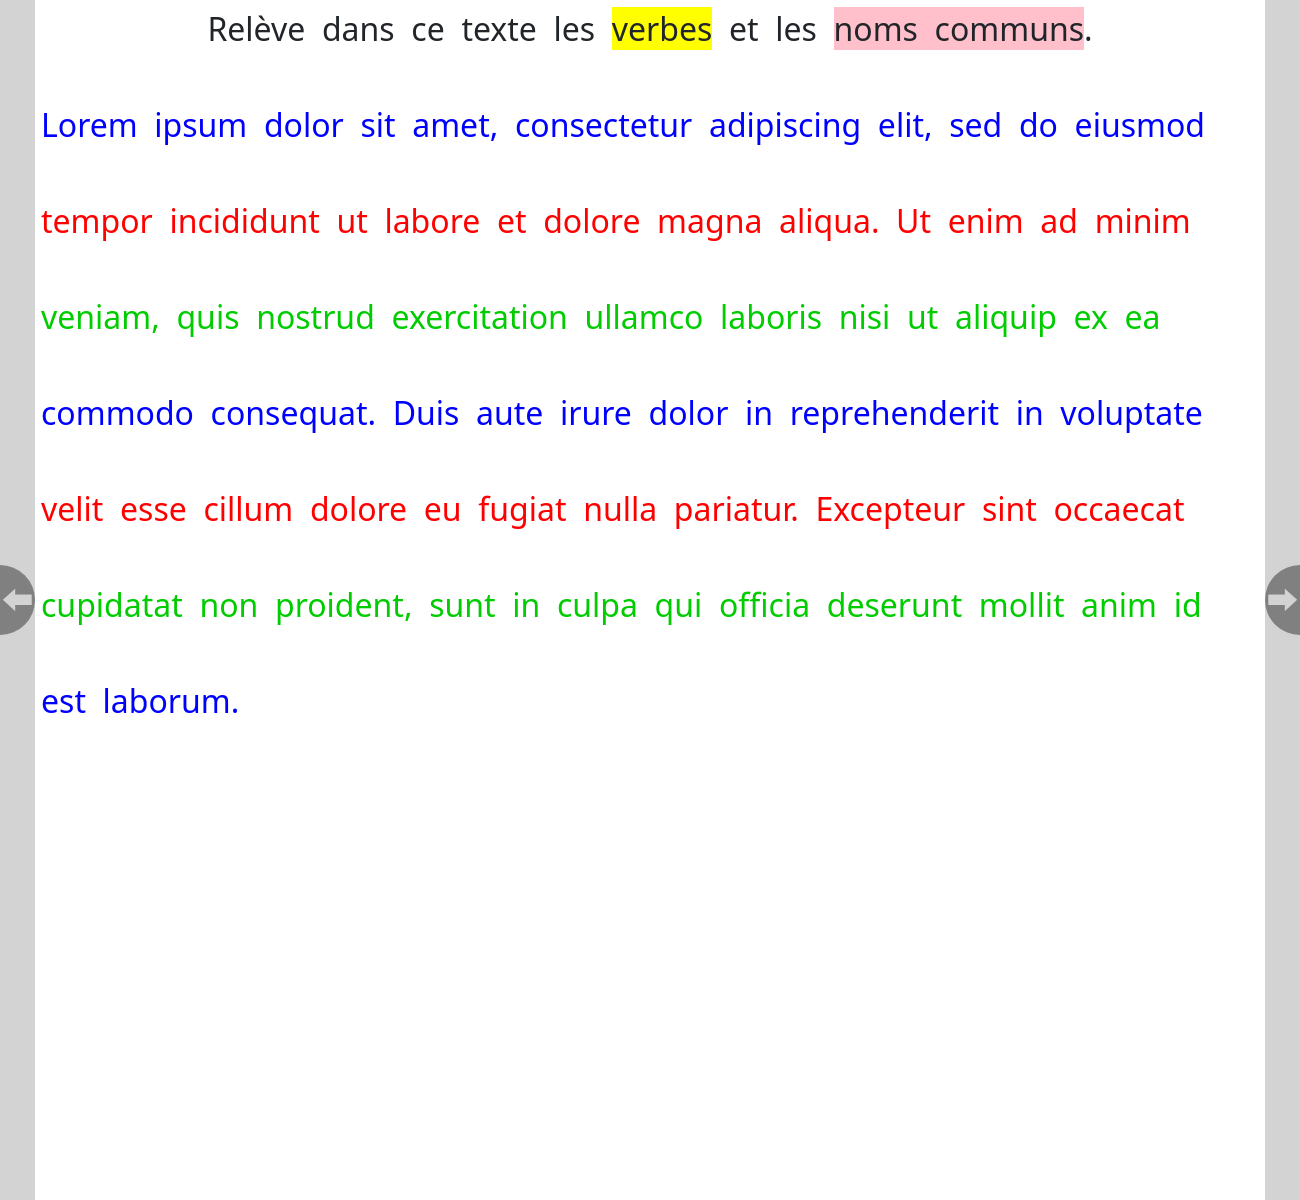 Relève dans ce texte les verbes et les noms communs.
Lorem ipsum dolor sit amet, consectetur adipiscing elit, sed do eiusmod
tempor incididunt ut labore et dolore magna aliqua. Ut enim ad minim
veniam, quis nostrud exercitation ullamco laboris nisi ut aliquip ex ea
commodo consequat. Duis aute irure dolor in reprehenderit in voluptate
velit esse cillum dolore eu fugiat nulla pariatur. Excepteur sint occaecat
cupidatat non proident, sunt in culpa qui officia deserunt mollit anim id
est laborum.